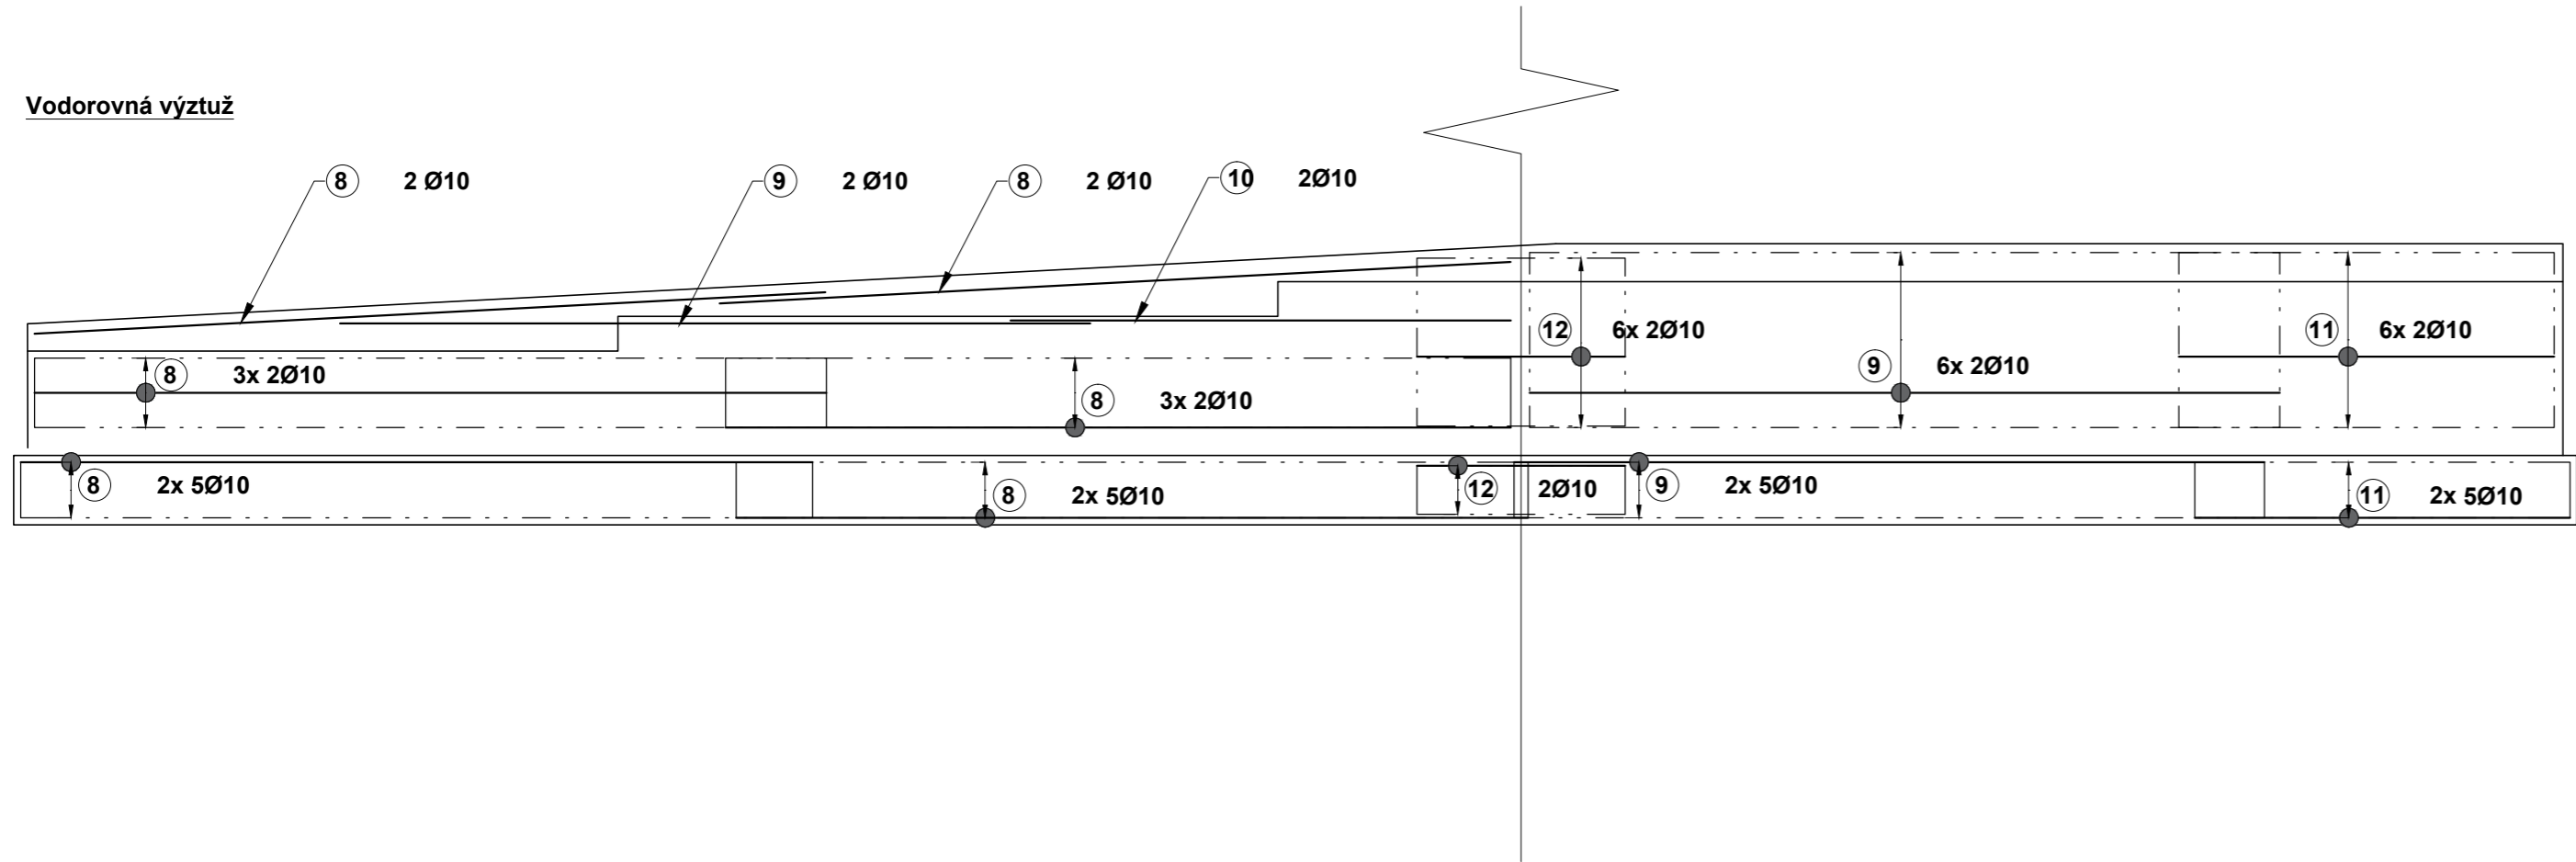 Vodorovná výztuž
8 2 Ø10
9 2 Ø10
8 2 Ø10
10 2Ø10
12 6x 2Ø10
11 6x 2Ø10
9 6x 2Ø10
8 3x 2Ø10
8 3x 2Ø10
8 2x 5Ø10
8 2x 5Ø10
12 2Ø10
9 2x 5Ø10
11 2x 5Ø10